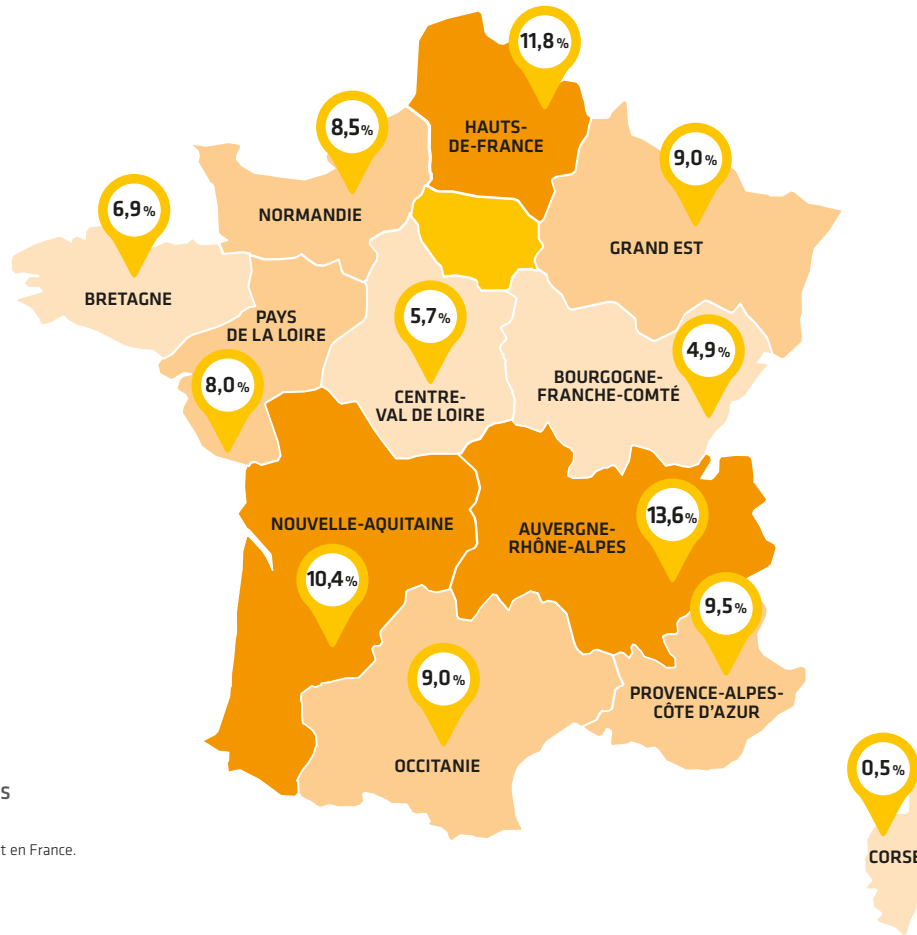 11,8%
HAUTS-
DE-FRANCE
8,5%
NORMANDIE
9,0%
GRAND EST
6,9%
BRETAGNE
PAYS
DE LA LOIRE
8,0%
5,7%
CENTRE-
VAL DE LOIRE
4,9%
BOURGOGNE-
FRANCHE-COMTÉ
NOUVELLE-AQUITAINE
10,4%
13,6%
AUVERGNE-
RHÔNE-ALPES
9,5%
PROVENCE-ALPES-
CÔTE D'AZUR
9,0%
OCCITANIE
0,5%
CORSE
S
t en France.